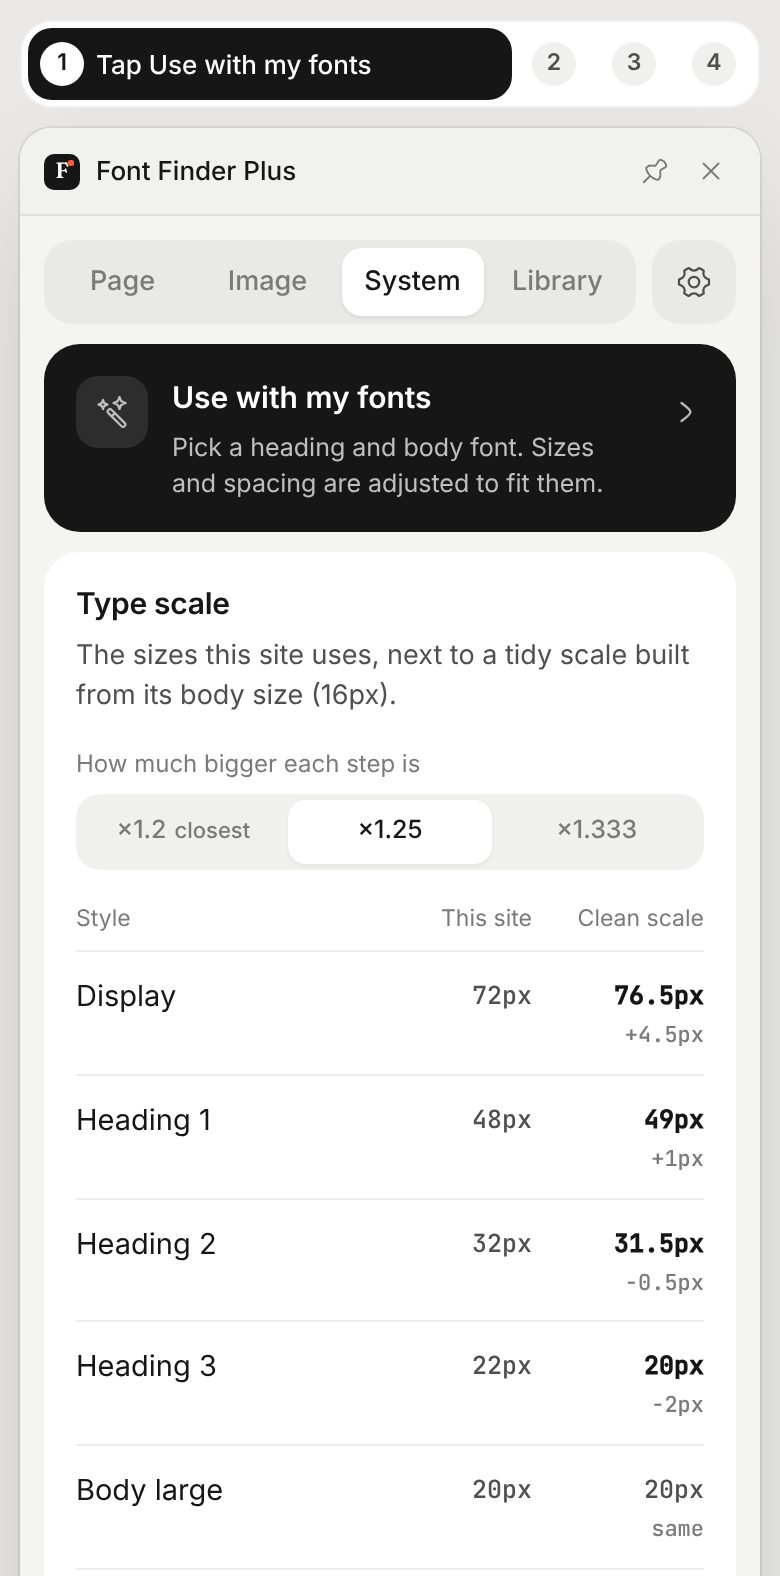 1 Tap Use with my fonts 2 3 4
F Font Finder Plus
Page Image System Library
Use with my fonts
Pick a heading and body font. Sizes
and spacing are adjusted to fit them.
Type scale
The sizes this site uses, next to a tidy scale built
from its body size (16px).
How much bigger each step is
×1.2 closest ×1.25 ×1.333
Style This site Clean scale
Display 72px 76.5px
+4.5px
Heading 1 48px 49px
+1px
Heading 2 32px 31.5px
-0.5px
Heading 3 22px 20px
-2px
Body large 20px 20px
same